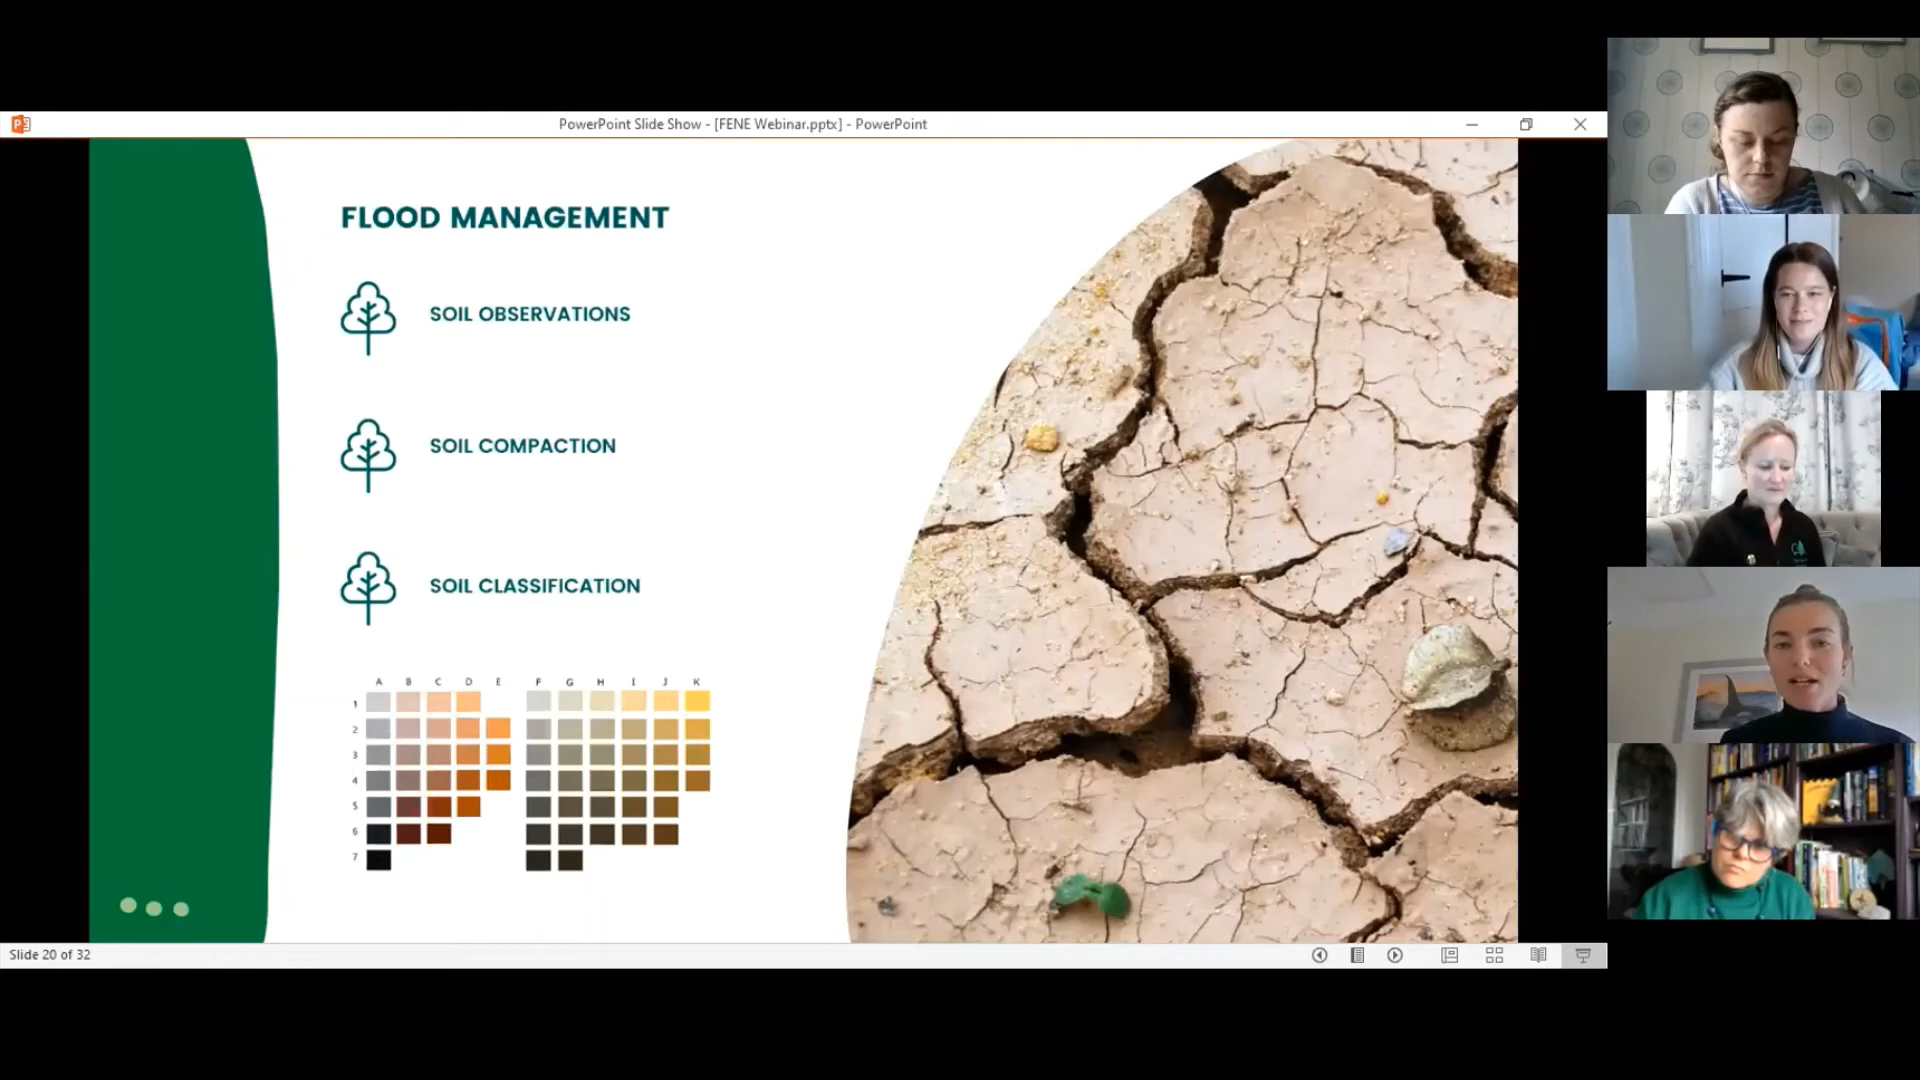 PowerPoint Slide Show - [FENE Webinar.pptx] - PowerPoint
FLOOD MANAGEMENT
SOIL OBSERVATIONS
SOIL COMPACTION
SOIL CLASSIFICATION
A B C D E F G H I J K
1
2
3
4
5
6
7
Slide 20 of 32